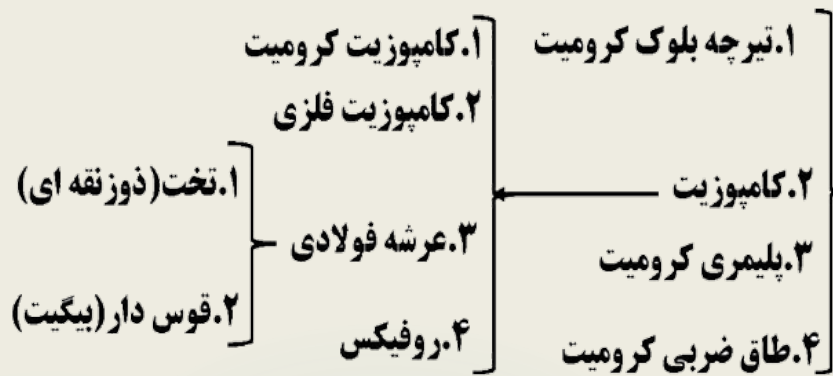 ۱.تیرچه بلوک کرومیت
۲.کامپوزیت
۳.پلیمری کرومیت
۴.طاق ضربی کرومیت
۱.کامپوزیت کرومیت
۲.کامپوزیت فلزی
۳.عرشه فولادی
۴.روفیکس
۱.تخت(ذوزنقه ای)
۲.قوس دار(بیگیت)